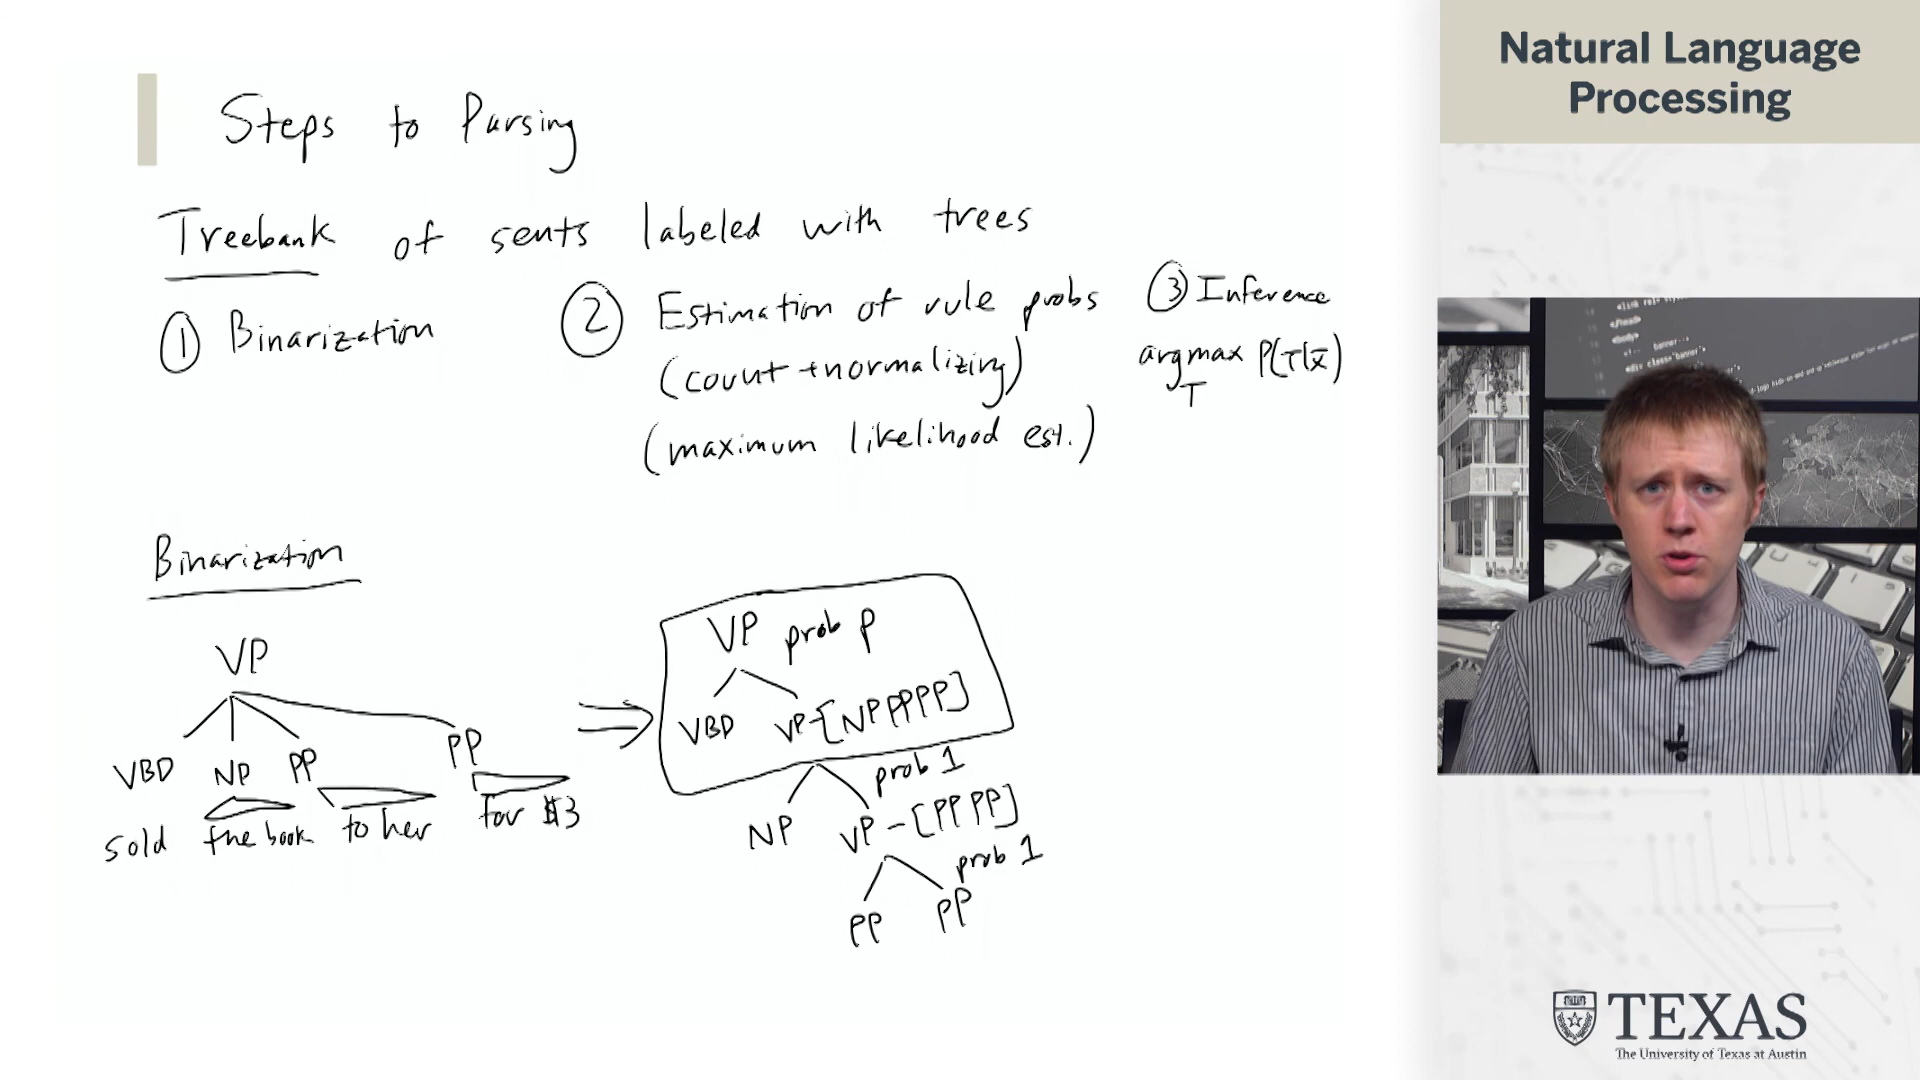 Steps to Parsing
Treebank of sents labeled with trees
① Binarization
② Estimation of rule probs
(count + normalizing)
(maximum likelihood est.)
③ Inference
argmax P(T|x̄)
T
Binarization
VP
VBD NP PP PP
sold the book to her for $3
⇒
VP prob p
VBD VP-[NP PP PP]
prob 1
NP VP-[PP PP]
prob 1
PP PP
Natural Language
Processing
TEXAS
The University of Texas at Austin